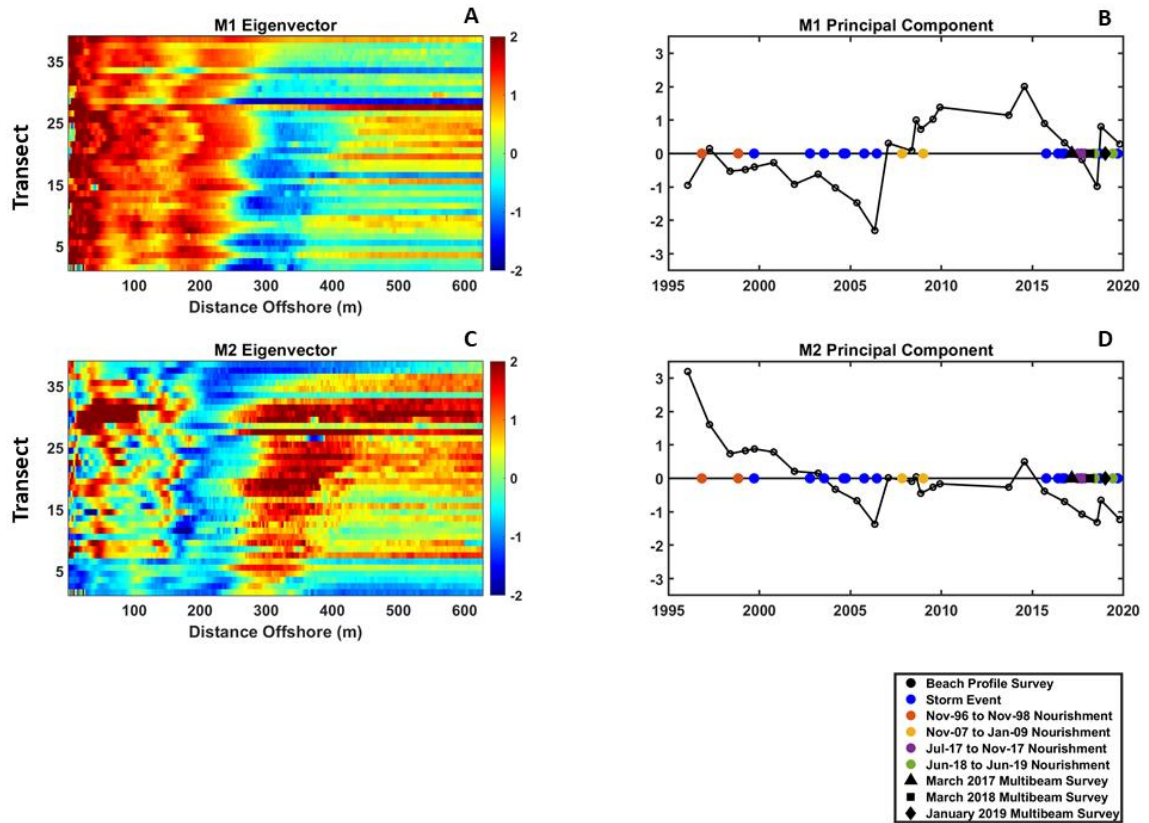 M1 Eigenvector A
35
25
15
5
Transect
100 200 300 400 500 600
Distance Offshore (m)
2
1
0
-1
-2
M1 Principal Component B
3
2
1
0
-1
-2
-3
1995 2000 2005 2010 2015 2020
M2 Eigenvector C
35
25
15
5
Transect
100 200 300 400 500 600
Distance Offshore (m)
2
1
0
-1
-2
M2 Principal Component D
3
2
1
0
-1
-2
-3
1995 2000 2005 2010 2015 2020
Beach Profile Survey
Storm Event
Nov-96 to Nov-98 Nourishment
Nov-07 to Jan-09 Nourishment
Jul-17 to Nov-17 Nourishment
Jun-18 to Jun-19 Nourishment
March 2017 Multibeam Survey
March 2018 Multibeam Survey
January 2019 Multibeam Survey